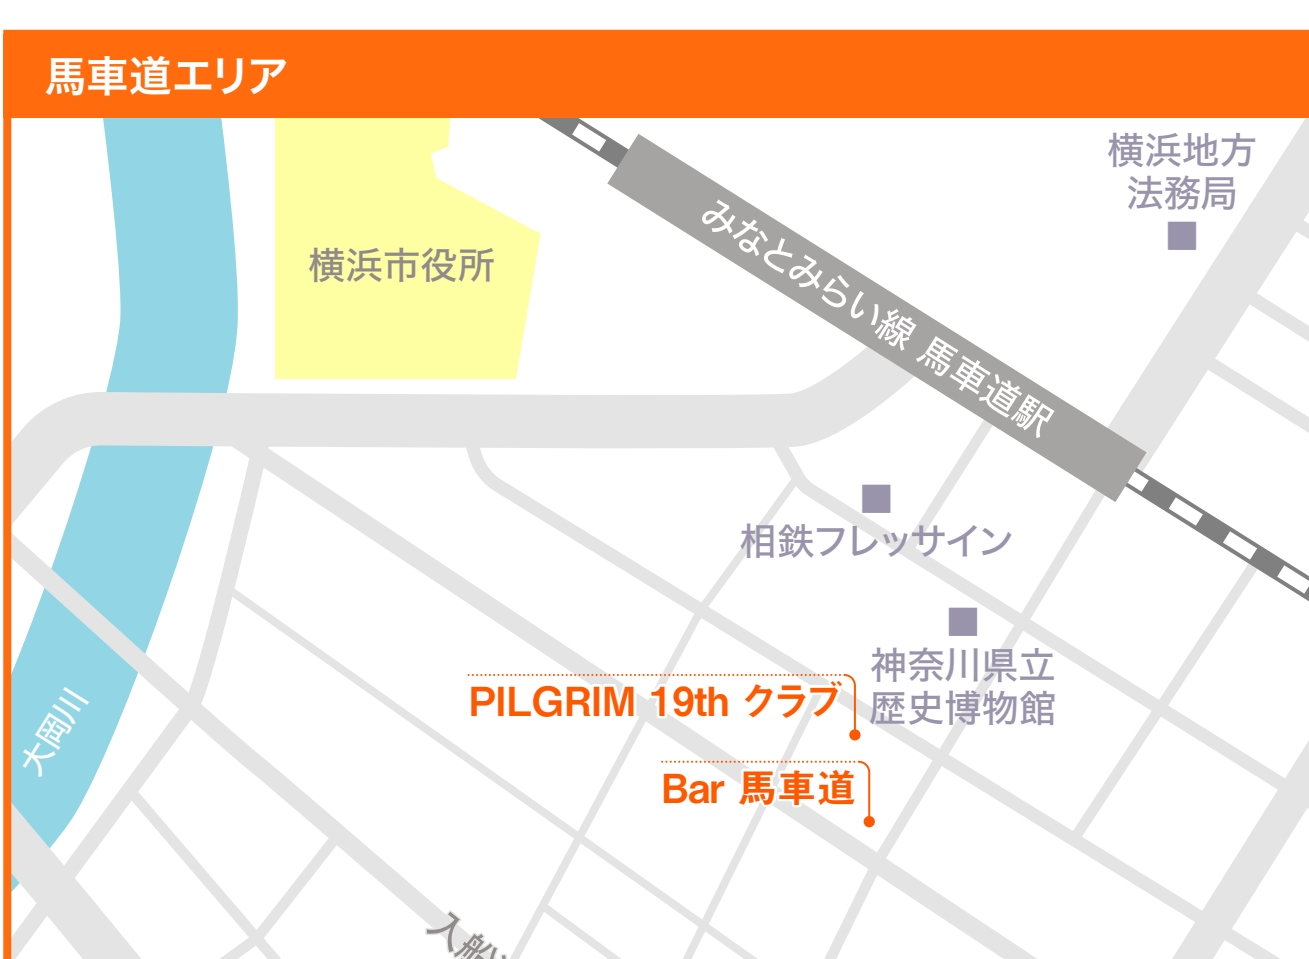 馬車道エリア
横浜地方
法務局
横浜市役所
みなとみらい線 馬車道駅
相鉄フレッサイン
神奈川県立
歴史博物館
PILGRIM 19th クラブ
大岡川
Bar 馬車道
入船